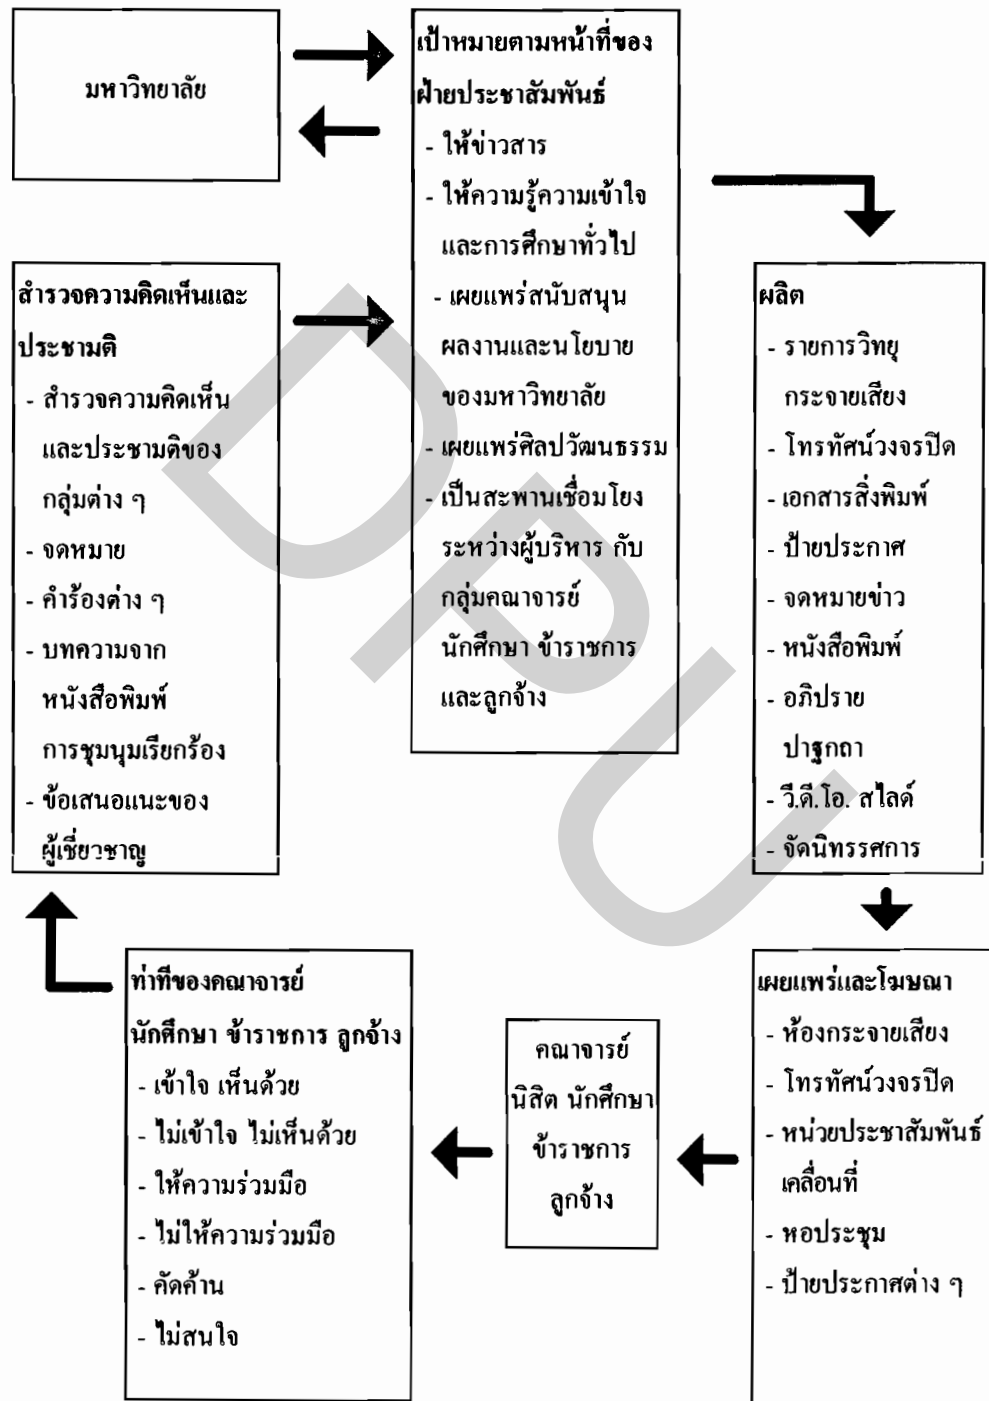 มหาวิทยาลัย
เป้าหมายตามหน้าที่ของ
ฝ่ายประชาสัมพันธ์
- ให้ข่าวสาร
- ให้ความรู้ความเข้าใจ
และการศึกษาทั่วไป
- เผยแพร่สนับสนุน
ผลงานและนโยบาย
ของมหาวิทยาลัย
- เผยแพร่ศิลปวัฒนธรรม
- เป็นสะพานเชื่อมโยง
ระหว่างผู้บริหาร กับ
กลุ่มคณาจารย์
นักศึกษา ข้าราชการ
และลูกจ้าง
ผลิต
- รายการวิทยุ
กระจายเสียง
- โทรทัศน์วงจรปิด
- เอกสารสิ่งพิมพ์
- ป้ายประกาศ
- จดหมายข่าว
- หนังสือพิมพ์
- อภิปราย
ปาฐกถา
- วี.ดี.โอ. สไลด์
- จัดนิทรรศการ
เผยแพร่และโฆษณา
- ห้องกระจายเสียง
- โทรทัศน์วงจรปิด
- หน่วยประชาสัมพันธ์
เคลื่อนที่
- หอประชุม
- ป้ายประกาศต่าง ๆ
คณาจารย์
นิสิต นักศึกษา
ข้าราชการ
ลูกจ้าง
ท่าทีของคณาจารย์
นักศึกษา ข้าราชการ ลูกจ้าง
- เข้าใจ เห็นด้วย
- ไม่เข้าใจ ไม่เห็นด้วย
- ให้ความร่วมมือ
- ไม่ให้ความร่วมมือ
- คัดค้าน
- ไม่สนใจ
สำรวจความคิดเห็นและ
ประชามติ
- สำรวจความคิดเห็น
และประชามติของ
กลุ่มต่าง ๆ
- จดหมาย
- คำร้องต่าง ๆ
- บทความจาก
หนังสือพิมพ์
การชุมนุมเรียกร้อง
- ข้อเสนอแนะของ
ผู้เชี่ยวชาญ
DPU